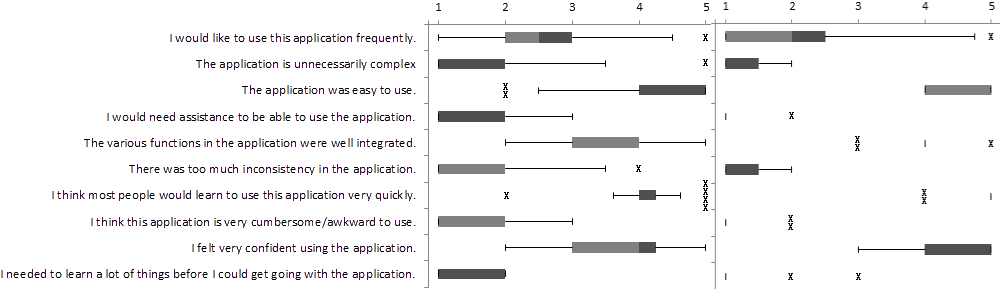 1 2 3 4 5 1 2 3 4 5
I would like to use this application frequently. x x
The application is unnecessarily complex x
The application was easy to use. x x
I would need assistance to be able to use the application. x
The various functions in the application were well integrated. x x x
There was too much inconsistency in the application. x
I think most people would learn to use this application very quickly. x x x x x x x
I think this application is very cumbersome/awkward to use. x x
I felt very confident using the application.
I needed to learn a lot of things before I could get going with the application. x x